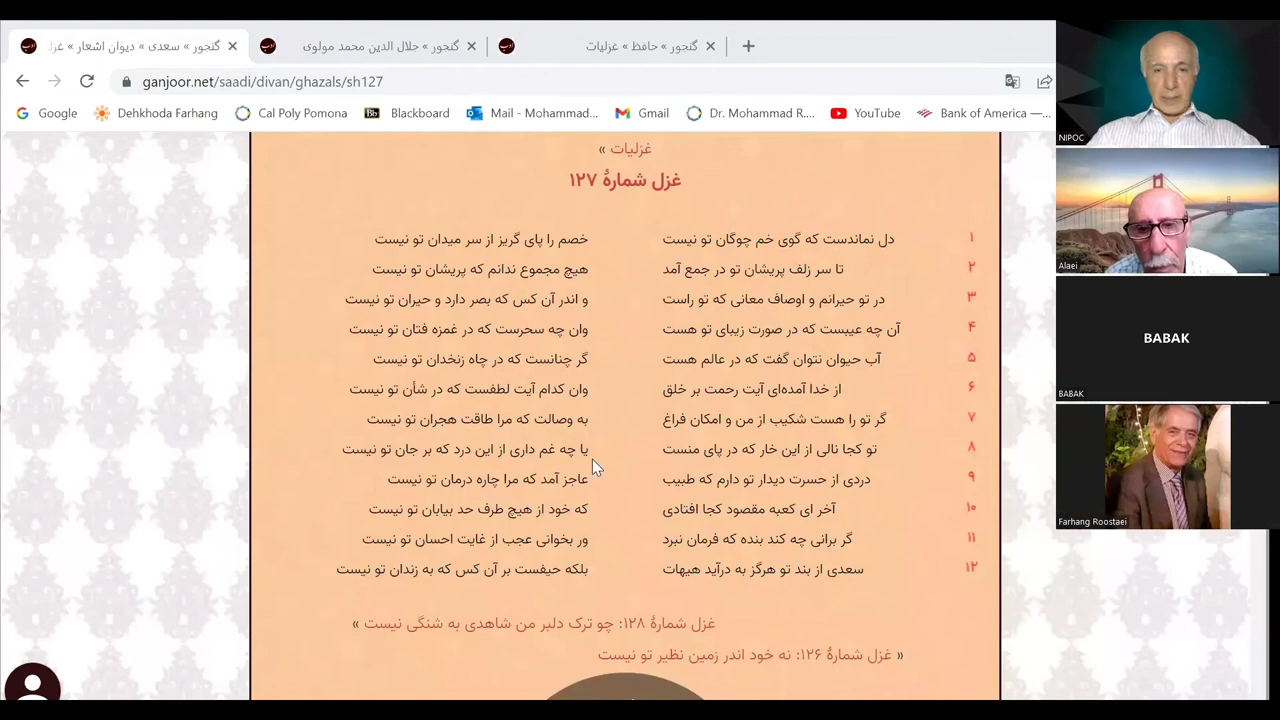 گنجور » سعدی » دیوان اشعار » غزل
گنجور » جلال الدین محمد مولوی
گنجور » حافظ » غزلیات
ganjoor.net/saadi/divan/ghazals/sh127
Google Dehkhoda Farhang Cal Poly Pomona Blackboard Mail - Mohammad... Gmail Dr. Mohammad R.... YouTube Bank of America —...
غزلیات »
غزل شمارهٔ ۱۲۷
۱ دل نماندست که گوی خم چوگان تو نیست خصم را پای گریز از سر میدان تو نیست
۲ تا سر زلف پریشان تو در جمع آمد هیچ مجموع ندانم که پریشان تو نیست
۳ در تو حیرانم و اوصاف معانی که تو راست و اندر آن کس که بصر دارد و حیران تو نیست
۴ آن چه عیبست که در صورت زیبای تو هست وان چه سحرست که در غمزه فتان تو نیست
۵ آب حیوان نتوان گفت که در عالم هست گر چنانست که در چاه زنخدان تو نیست
۶ از خدا آمده‌ای آیت رحمت بر خلق وان کدام آیت لطفست که در شأن تو نیست
۷ گر تو را هست شکیب از من و امکان فراغ به وصالت که مرا طاقت هجران تو نیست
۸ تو کجا نالی از این خار که در پای منست یا چه غم داری از این درد که بر جان تو نیست
۹ دردی از حسرت دیدار تو دارم که طبیب عاجز آمد که مرا چاره درمان تو نیست
۱۰ آخر ای کعبه مقصود کجا افتادی که خود از هیچ طرف حد بیابان تو نیست
۱۱ گر برانی چه کند بنده که فرمان نبرد ور بخوانی عجب از غایت احسان تو نیست
۱۲ سعدی از بند تو هرگز به درآید هیهات بلکه حیفست بر آن کس که به زندان تو نیست
غزل شمارهٔ ۱۲۸: چو ترک دلبر من شاهدی به شنگی نیست »
« غزل شمارهٔ ۱۲۶: نه خود اندر زمین نظیر تو نیست
NIPOC
Alaei
BABAK
BABAK
Farhang Roostaei